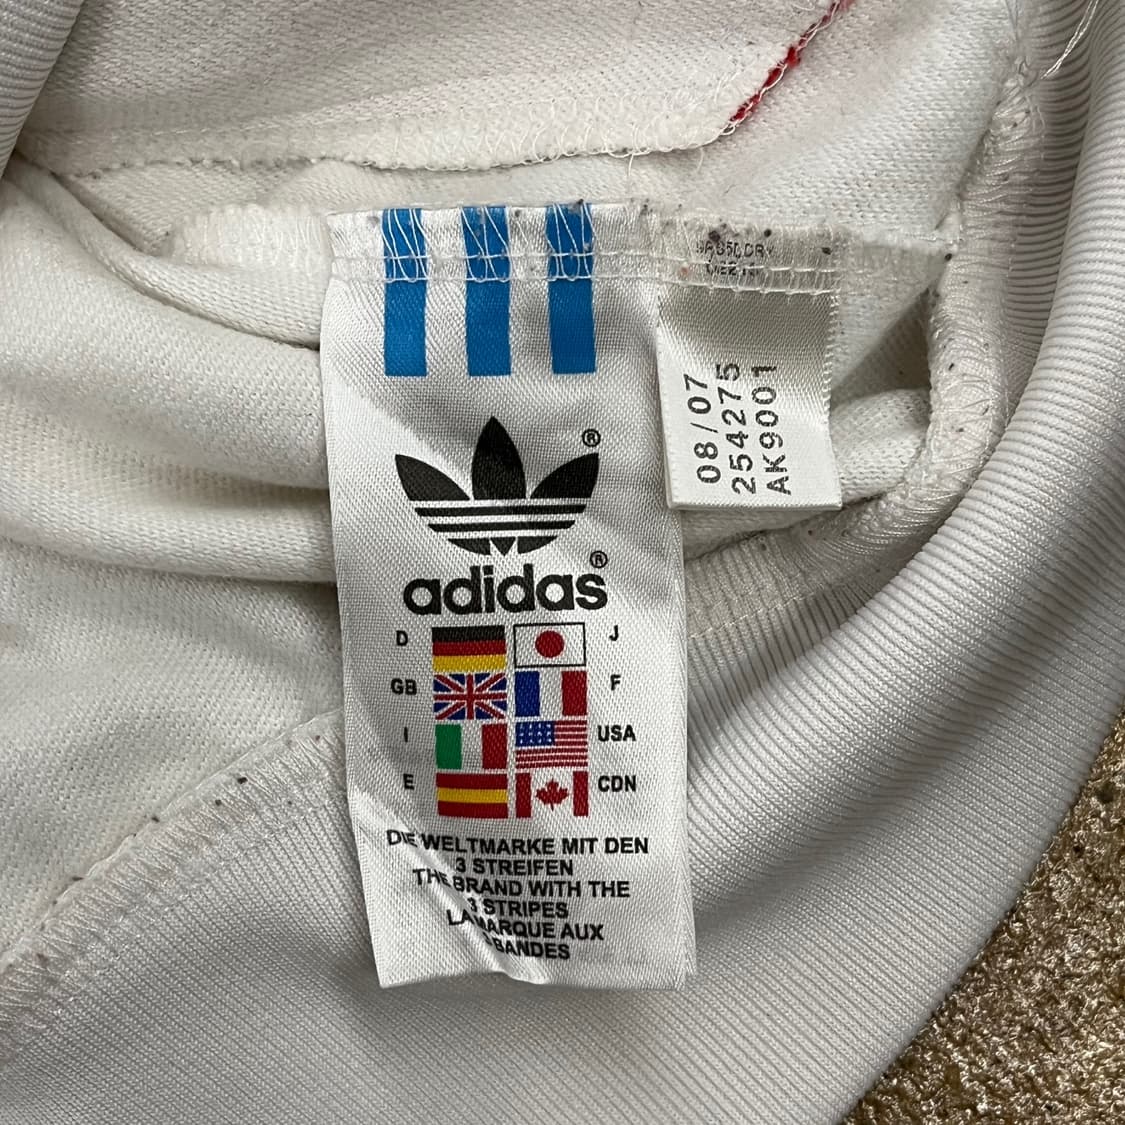 ®
®
adidas
D
J
GB
F
I
USA
E
CDN
DIE WELTMARKE MIT DEN
3 STREIFEN
THE BRAND WITH THE
3 STRIPES
LA MARQUE AUX
BANDES
08/07
254275
AK9001